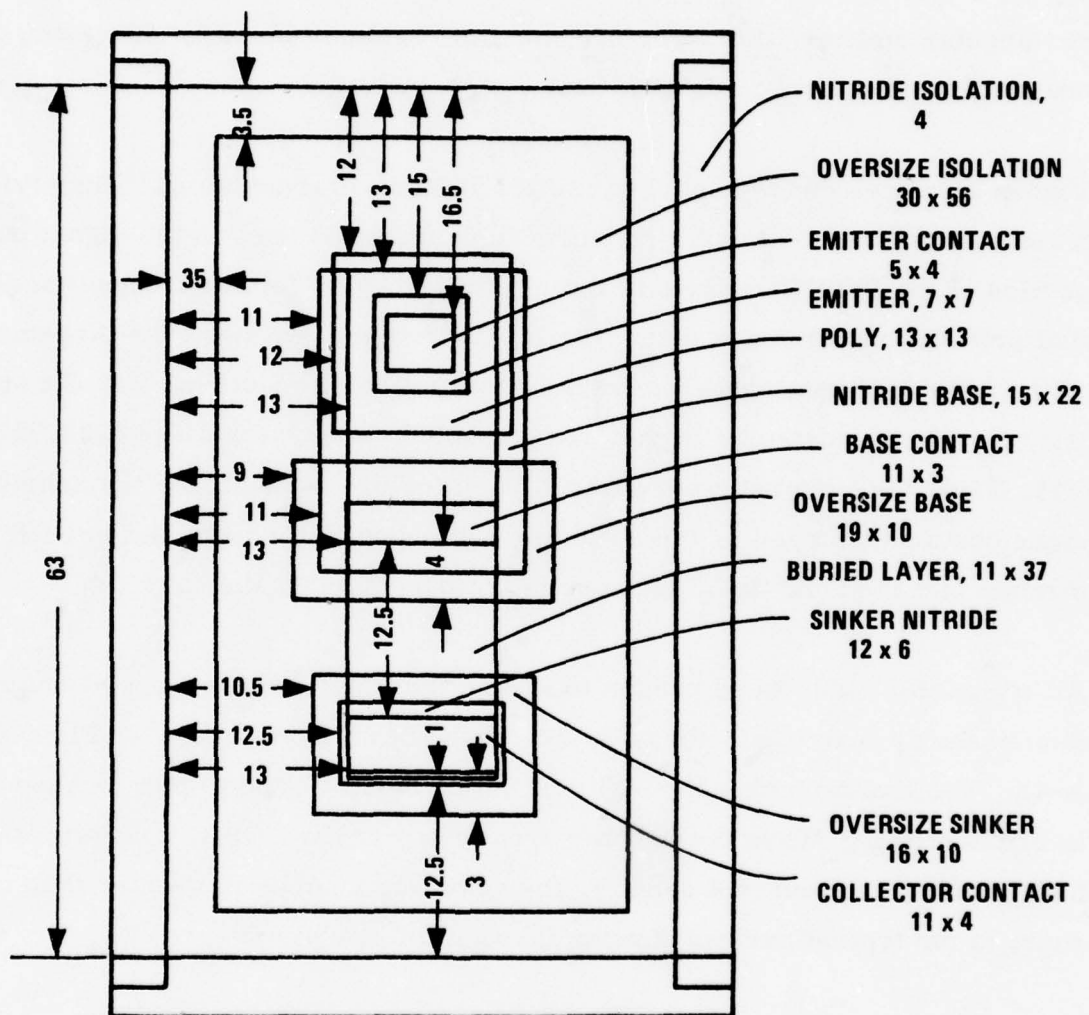 3.5
12
13
15
16.5
35
11
12
13
9
11
13
4
12.5
63
10.5
12.5
13
1
3
12.5
NITRIDE ISOLATION,
4
OVERSIZE ISOLATION
30 x 56
EMITTER CONTACT
5 x 4
EMITTER, 7 x 7
POLY, 13 x 13
NITRIDE BASE, 15 x 22
BASE CONTACT
11 x 3
OVERSIZE BASE
19 x 10
BURIED LAYER, 11 x 37
SINKER NITRIDE
12 x 6
OVERSIZE SINKER
16 x 10
COLLECTOR CONTACT
11 x 4